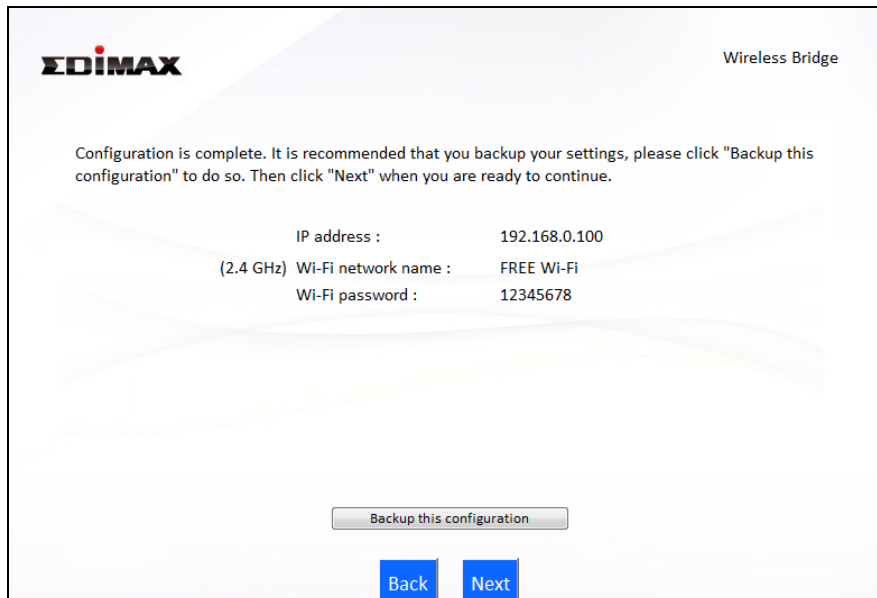 EDIMAX
Wireless Bridge
Configuration is complete. It is recommended that you backup your settings, please click "Backup this
configuration" to do so. Then click "Next" when you are ready to continue.
IP address : 192.168.0.100
(2.4 GHz) Wi-Fi network name : FREE Wi-Fi
Wi-Fi password : 12345678
Backup this configuration
Back Next